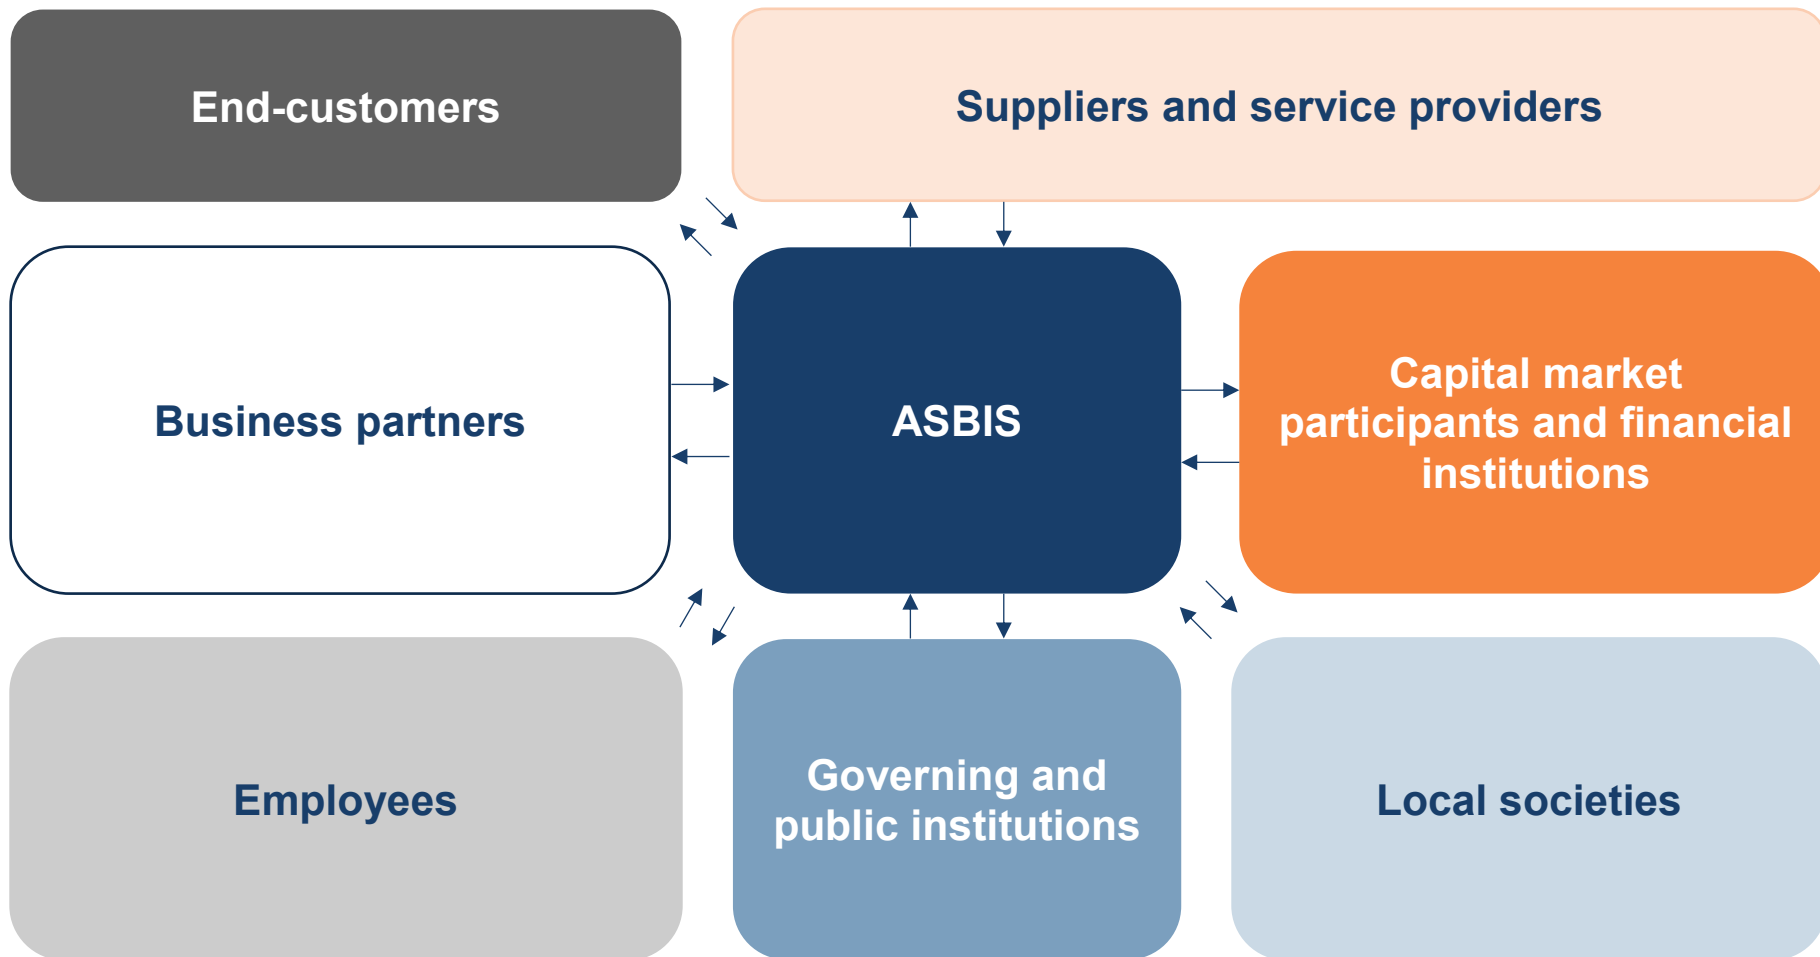 End-customers
Suppliers and service providers
Business partners
ASBIS
Capital market
participants and financial
institutions
Employees
Governing and
public institutions
Local societies